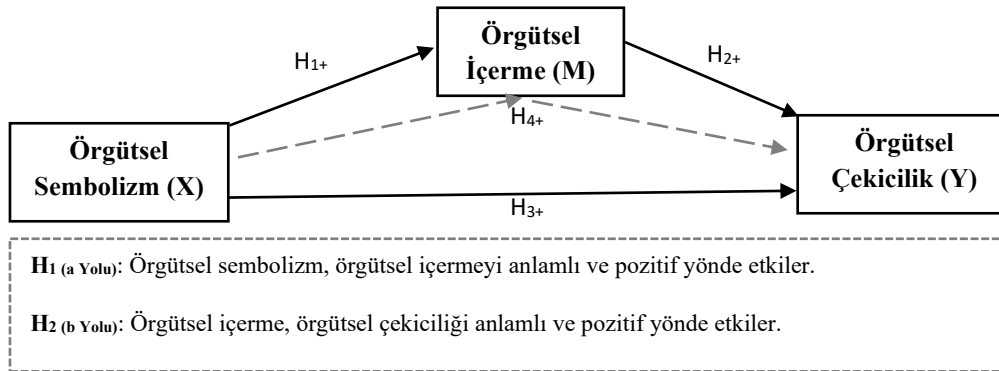 Örgütsel
İçerme (M)
H1+
H2+
H4+
Örgütsel
Sembolizm (X)
Örgütsel
Çekicilik (Y)
H3+
H1 (a Yolu): Örgütsel sembolizm, örgütsel içermeyi anlamlı ve pozitif yönde etkiler.
H2 (b Yolu): Örgütsel içerme, örgütsel çekiciliği anlamlı ve pozitif yönde etkiler.